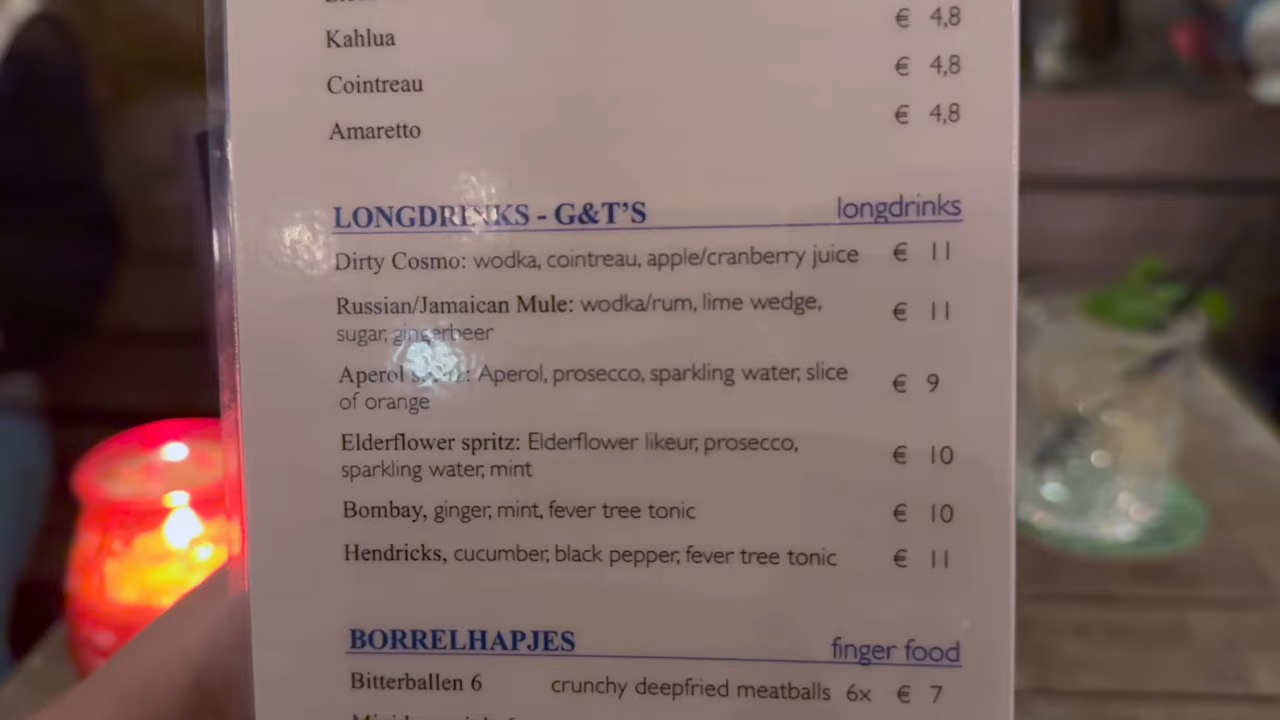 € 4,8
Kahlua € 4,8
Cointreau € 4,8
Amaretto
LONGDRINKS - G&T'S longdrinks
Dirty Cosmo: wodka, cointreau, apple/cranberry juice € 11
Russian/Jamaican Mule: wodka/rum, lime wedge, € 11
sugar, gingerbeer
Aperol spritz: Aperol, prosecco, sparkling water, slice € 9
of orange
Elderflower spritz: Elderflower likeur, prosecco, € 10
sparkling water, mint
Bombay, ginger, mint, fever tree tonic € 10
Hendricks, cucumber, black pepper, fever tree tonic € 11
BORRELHAPJES finger food
Bitterballen 6 crunchy deepfried meatballs 6x € 7